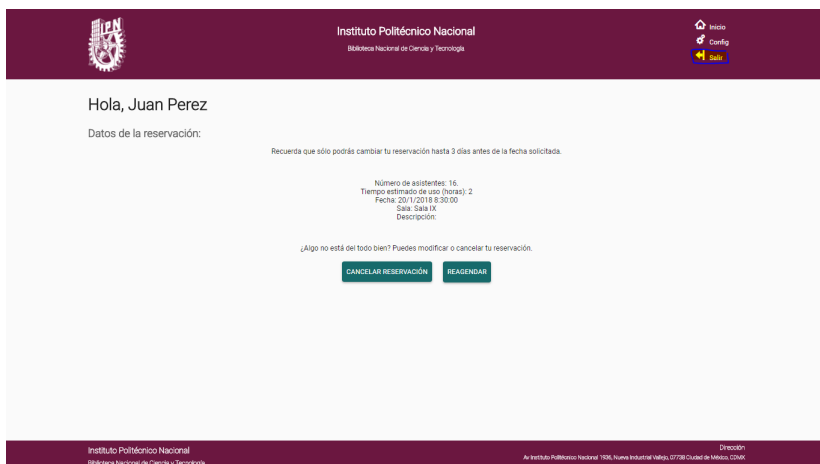 IPN
Instituto Politécnico Nacional
Biblioteca Nacional de Ciencia y Tecnología
Inicio
Config
Salir
Hola, Juan Perez
Datos de la reservación:
Recuerda que sólo podrás cambiar tu reservación hasta 3 días antes de la fecha solicitada.
Número de asistentes: 16.
Tiempo estimado de uso (horas): 2
Fecha: 20/1/2018 8:30:00
Sala: Sala IX
Descripción:
¿Algo no está del todo bien? Puedes modificar o cancelar tu reservación.
CANCELAR RESERVACIÓN
REAGENDAR
Instituto Politécnico Nacional
Biblioteca Nacional de Ciencia y Tecnología
Dirección
Av Instituto Politécnico Nacional 1936, Nueva Industrial Vallejo, 07738 Ciudad de México, CDMX